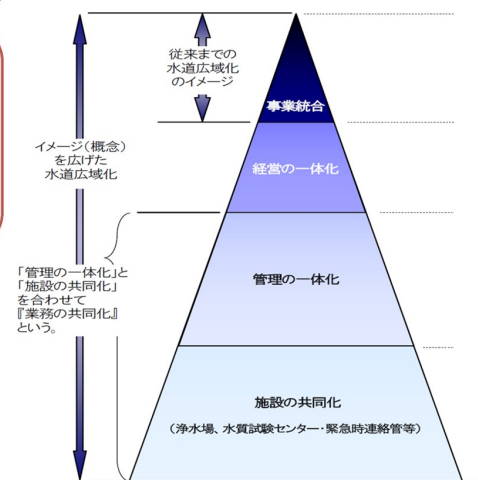 従来までの
水道広域化
のイメージ
事業統合
イメージ（概念）
を広げた
水道広域化
経営の一体化
「管理の一体化」と
「施設の共同化」
を合わせて
『業務の共同化』
という。
管理の一体化
施設の共同化
（浄水場、水質試験センター・緊急時連絡管等）